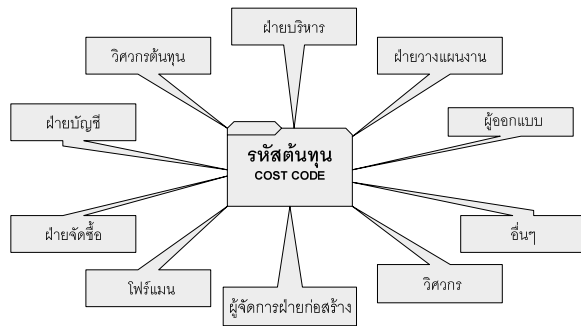 ฝ่ายบริหาร
วิศวกรต้นทุน
ฝ่ายวางแผนงาน
ฝ่ายบัญชี
ผู้ออกแบบ
รหัสต้นทุน
COST CODE
ฝ่ายจัดซื้อ
อื่นๆ
โฟร์แมน
ผู้จัดการฝ่ายก่อสร้าง
วิศวกร